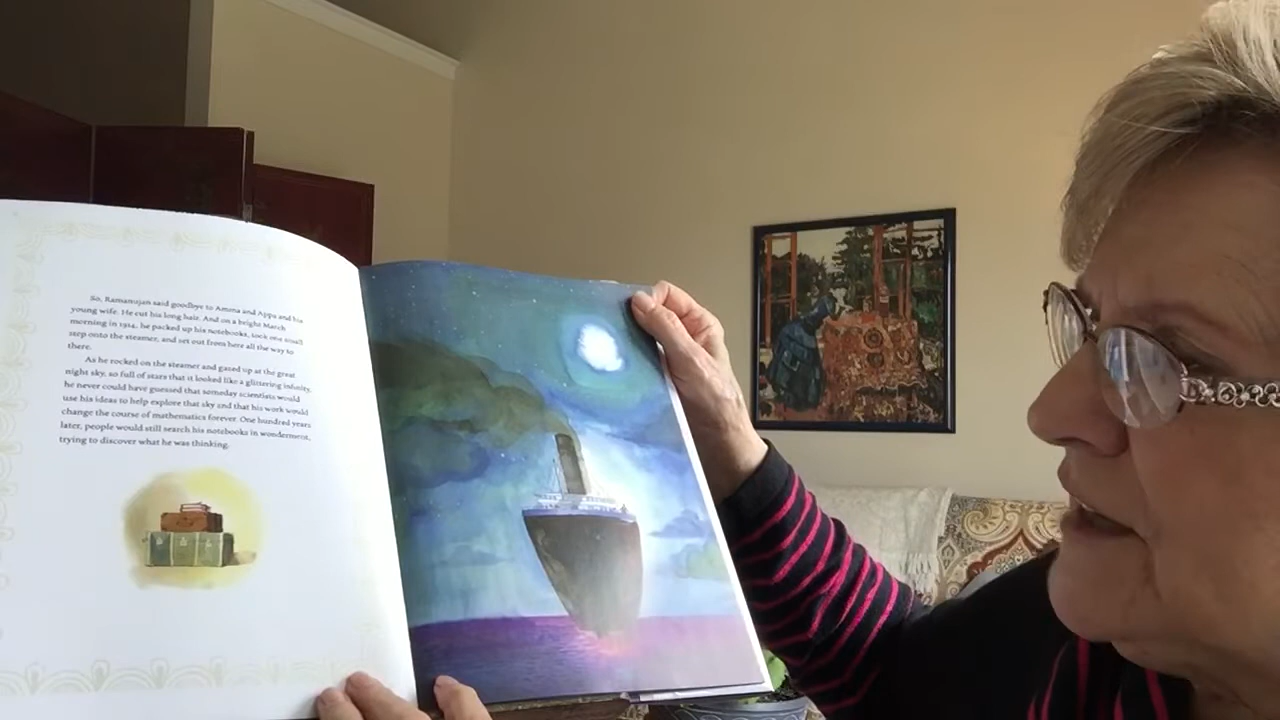 So, Ramanujan said goodbye to Amma and Appa and his
young wife. He cut his long hair. And on a bright March
morning in 1914, he packed up his notebooks, took one small
step onto the steamer, and set out from here all the way to
there.
As he rocked on the steamer and gazed up at the great
night sky, so full of stars that it looked like a glittering infinity,
he never could have guessed that someday scientists would
use his ideas to help explore that sky and that his work would
change the course of mathematics forever. One hundred years
later, people would still search his notebooks in wonderment,
trying to discover what he was thinking.